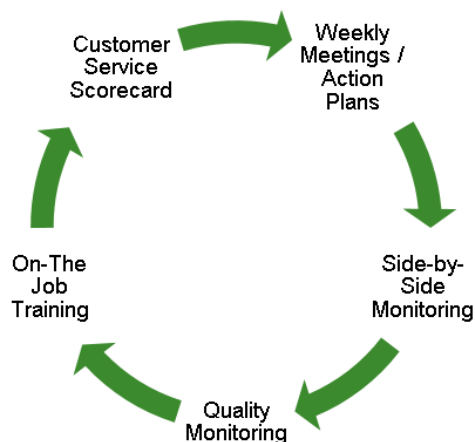 Customer
Service
Scorecard
Weekly
Meetings /
Action
Plans
Side-by-
Side
Monitoring
Quality
Monitoring
On-The
Job
Training